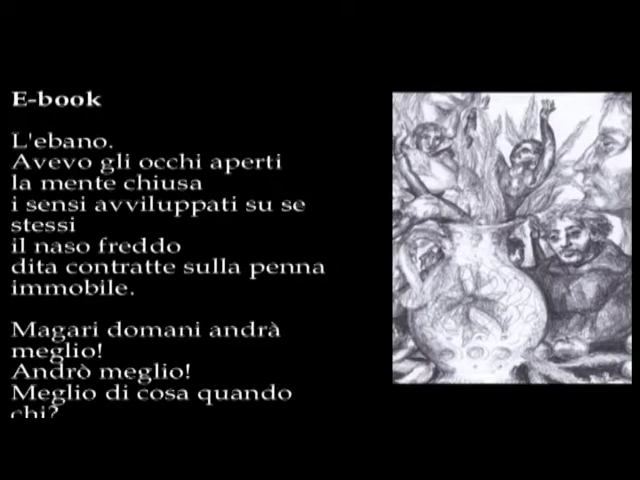 E-book
L'ebano.
Avevo gli occhi aperti
la mente chiusa
i sensi avviluppati su se
stessi
il naso freddo
dita contratte sulla penna
immobile.
Magari domani andrà
meglio!
Andrò meglio!
Meglio di cosa quando
chi?